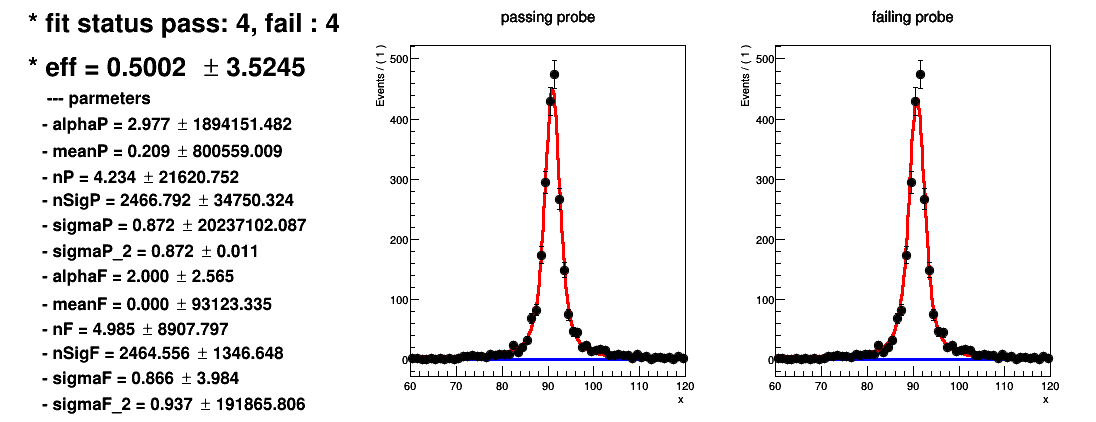 * fit status pass: 4, fail : 4
* eff = 0.5002 ± 3.5245
--- parmeters
- alphaP = 2.977 ± 1894151.482
- meanP = 0.209 ± 800559.009
- nP = 4.234 ± 21620.752
- nSigP = 2466.792 ± 34750.324
- sigmaP = 0.872 ± 20237102.087
- sigmaP_2 = 0.872 ± 0.011
- alphaF = 2.000 ± 2.565
- meanF = 0.000 ± 93123.335
- nF = 4.985 ± 8907.797
- nSigF = 2464.556 ± 1346.648
- sigmaF = 0.866 ± 3.984
- sigmaF_2 = 0.937 ± 191865.806
passing probe
Events / ( 1 )
500
400
300
200
100
0
60 70 80 90 100 110 120
x
failing probe
Events / ( 1 )
500
400
300
200
100
0
60 70 80 90 100 110 120
x